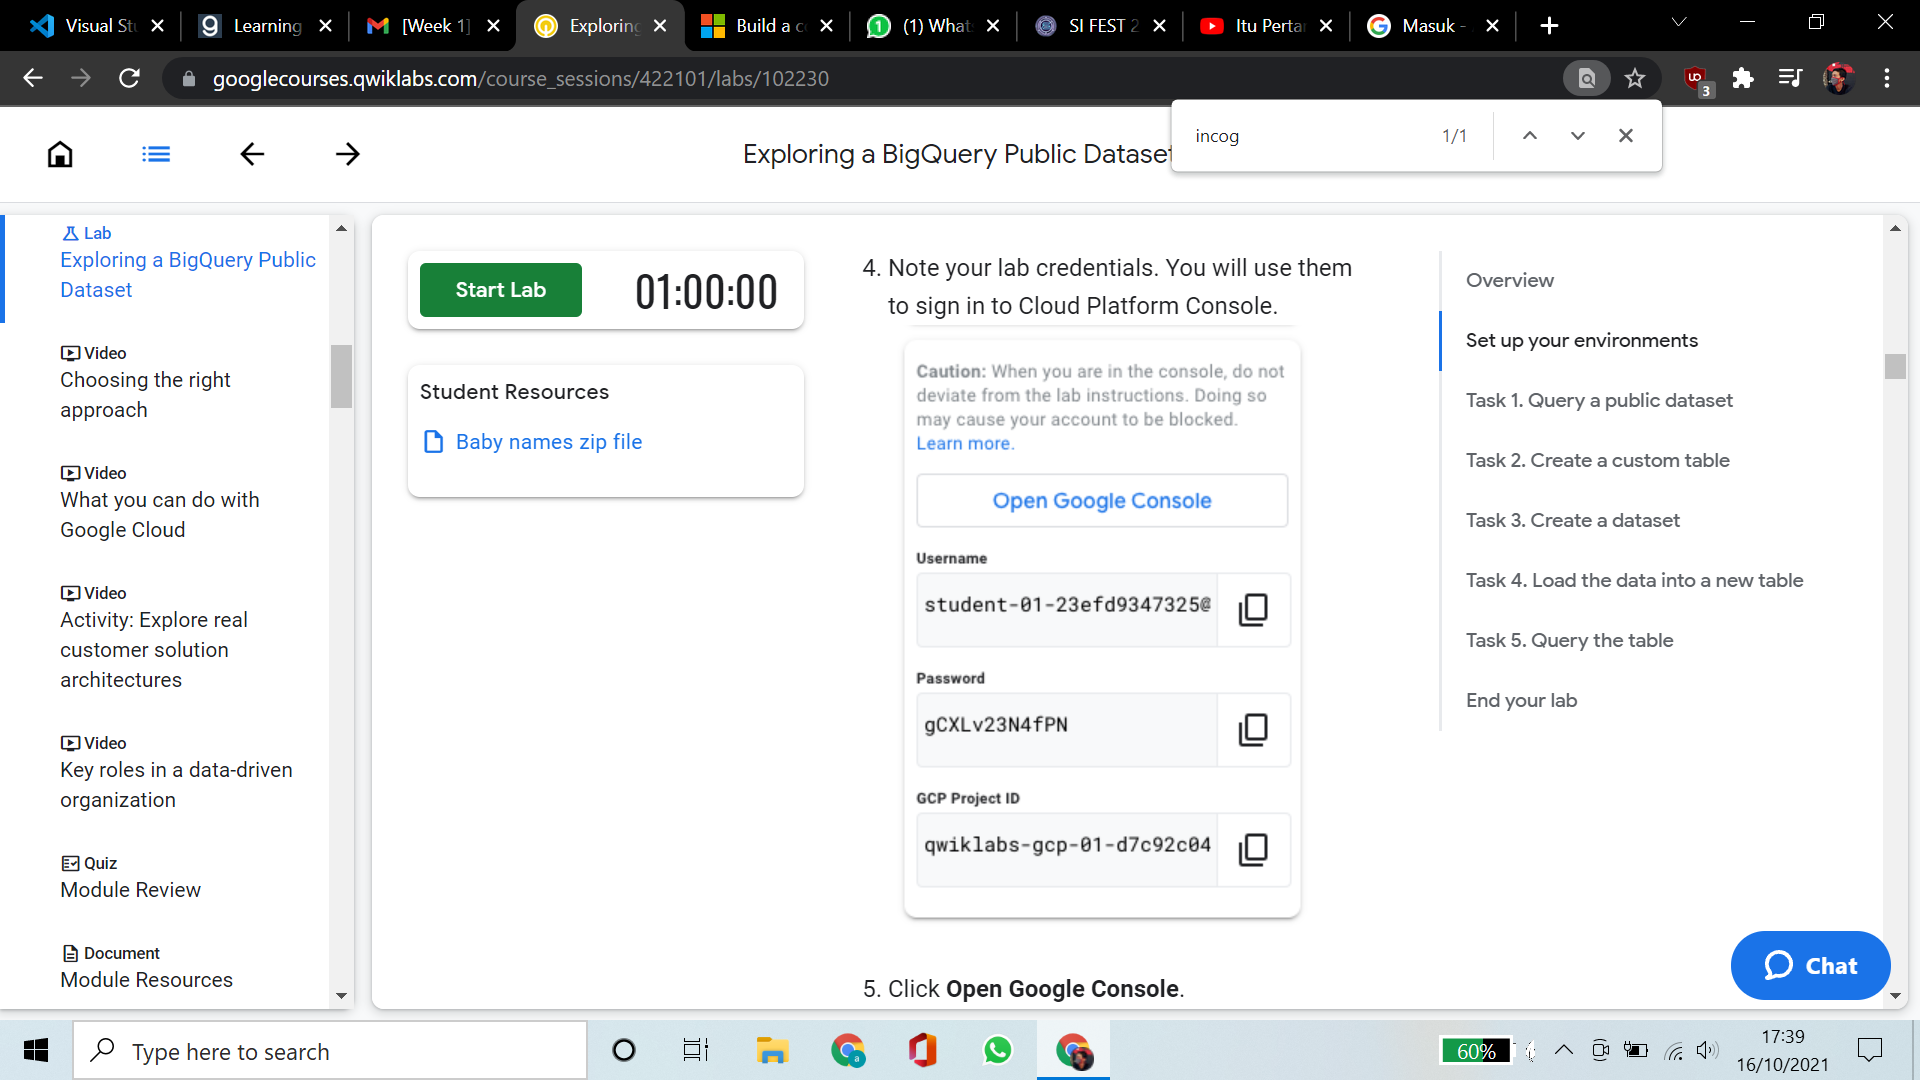 Visual St
Learning
[Week 1]
Exploring
Build a c
(1) What
SI FEST 2
Itu Pertar
Masuk -
googlecourses.qwiklabs.com/course_sessions/422101/labs/102230
3
incog
1/1
Exploring a BigQuery Public Dataset
Lab
Exploring a BigQuery Public
Dataset
Video
Choosing the right
approach
Video
What you can do with
Google Cloud
Video
Activity: Explore real
customer solution
architectures
Video
Key roles in a data-driven
organization
Quiz
Module Review
Document
Module Resources
Start Lab
01:00:00
Student Resources
Baby names zip file
4. Note your lab credentials. You will use them
to sign in to Cloud Platform Console.
Caution: When you are in the console, do not
deviate from the lab instructions. Doing so
may cause your account to be blocked.
Learn more.
Open Google Console
Username
student-01-23efd9347325@
Password
gCXLv23N4fPN
GCP Project ID
qwiklabs-gcp-01-d7c92c04
5. Click Open Google Console.
Overview
Set up your environments
Task 1. Query a public dataset
Task 2. Create a custom table
Task 3. Create a dataset
Task 4. Load the data into a new table
Task 5. Query the table
End your lab
Chat
Type here to search
60%
17:39
16/10/2021